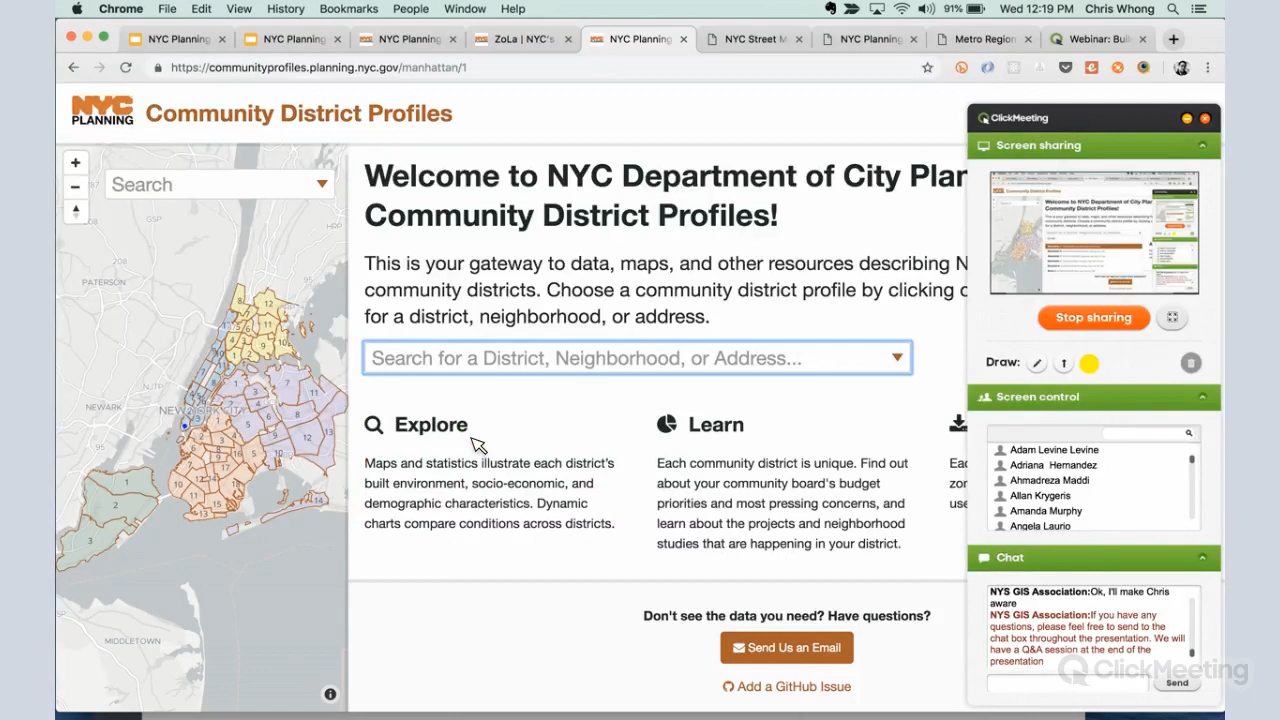 Chrome File Edit View History Bookmarks People Window Help 91% Wed 12:19 PM Chris Whong
NYC Planning NYC Planning NYC Planning ZoLa | NYC's NYC Planning NYC Street M NYC Planning Metro Region Webinar: Buil
https://communityprofiles.planning.nyc.gov/manhattan/1
NYC
PLANNING
Community District Profiles
Search
PATERSON
NEWARK
NEW YORK CITY
MIDDLETOWN
Welcome to NYC Department of City Plan
Community District Profiles!
This is your gateway to data, maps, and other resources describing N
community districts. Choose a community district profile by clicking o
for a district, neighborhood, or address.
Search for a District, Neighborhood, or Address...
Explore
Maps and statistics illustrate each district's
built environment, socio-economic, and
demographic characteristics. Dynamic
charts compare conditions across districts.
Learn
Each community district is unique. Find out
about your community board's budget
priorities and most pressing concerns, and
learn about the projects and neighborhood
studies that are happening in your district.
Eac
zor
use
Don't see the data you need? Have questions?
Send Us an Email
Add a GitHub Issue
ClickMeeting
Screen sharing
Stop sharing
Draw:
Screen control
Adam Levine Levine
Adriana Hernandez
Ahmadreza Maddi
Allan Krygeris
Amanda Murphy
Angela Laurio
Chat
NYS GIS Association:Ok, I'll make Chris
aware
NYS GIS Association:If you have any
questions, please feel free to send to the
chat box throughout the presentation. We will
have a Q&A session at the end of the
presentation
Send
ClickMeeting